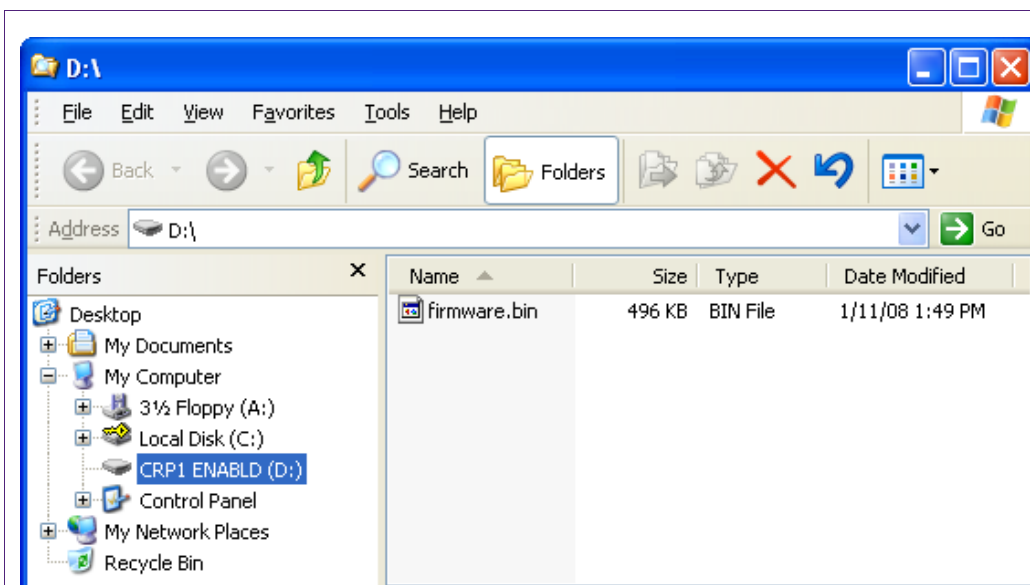 D:\
File Edit View Favorites Tools Help
Back Search Folders
Address D:\ Go
Folders
Name Size Type Date Modified
firmware.bin 496 KB BIN File 1/11/08 1:49 PM
Desktop
My Documents
My Computer
3½ Floppy (A:)
Local Disk (C:)
CRP1 ENABLD (D:)
Control Panel
My Network Places
Recycle Bin